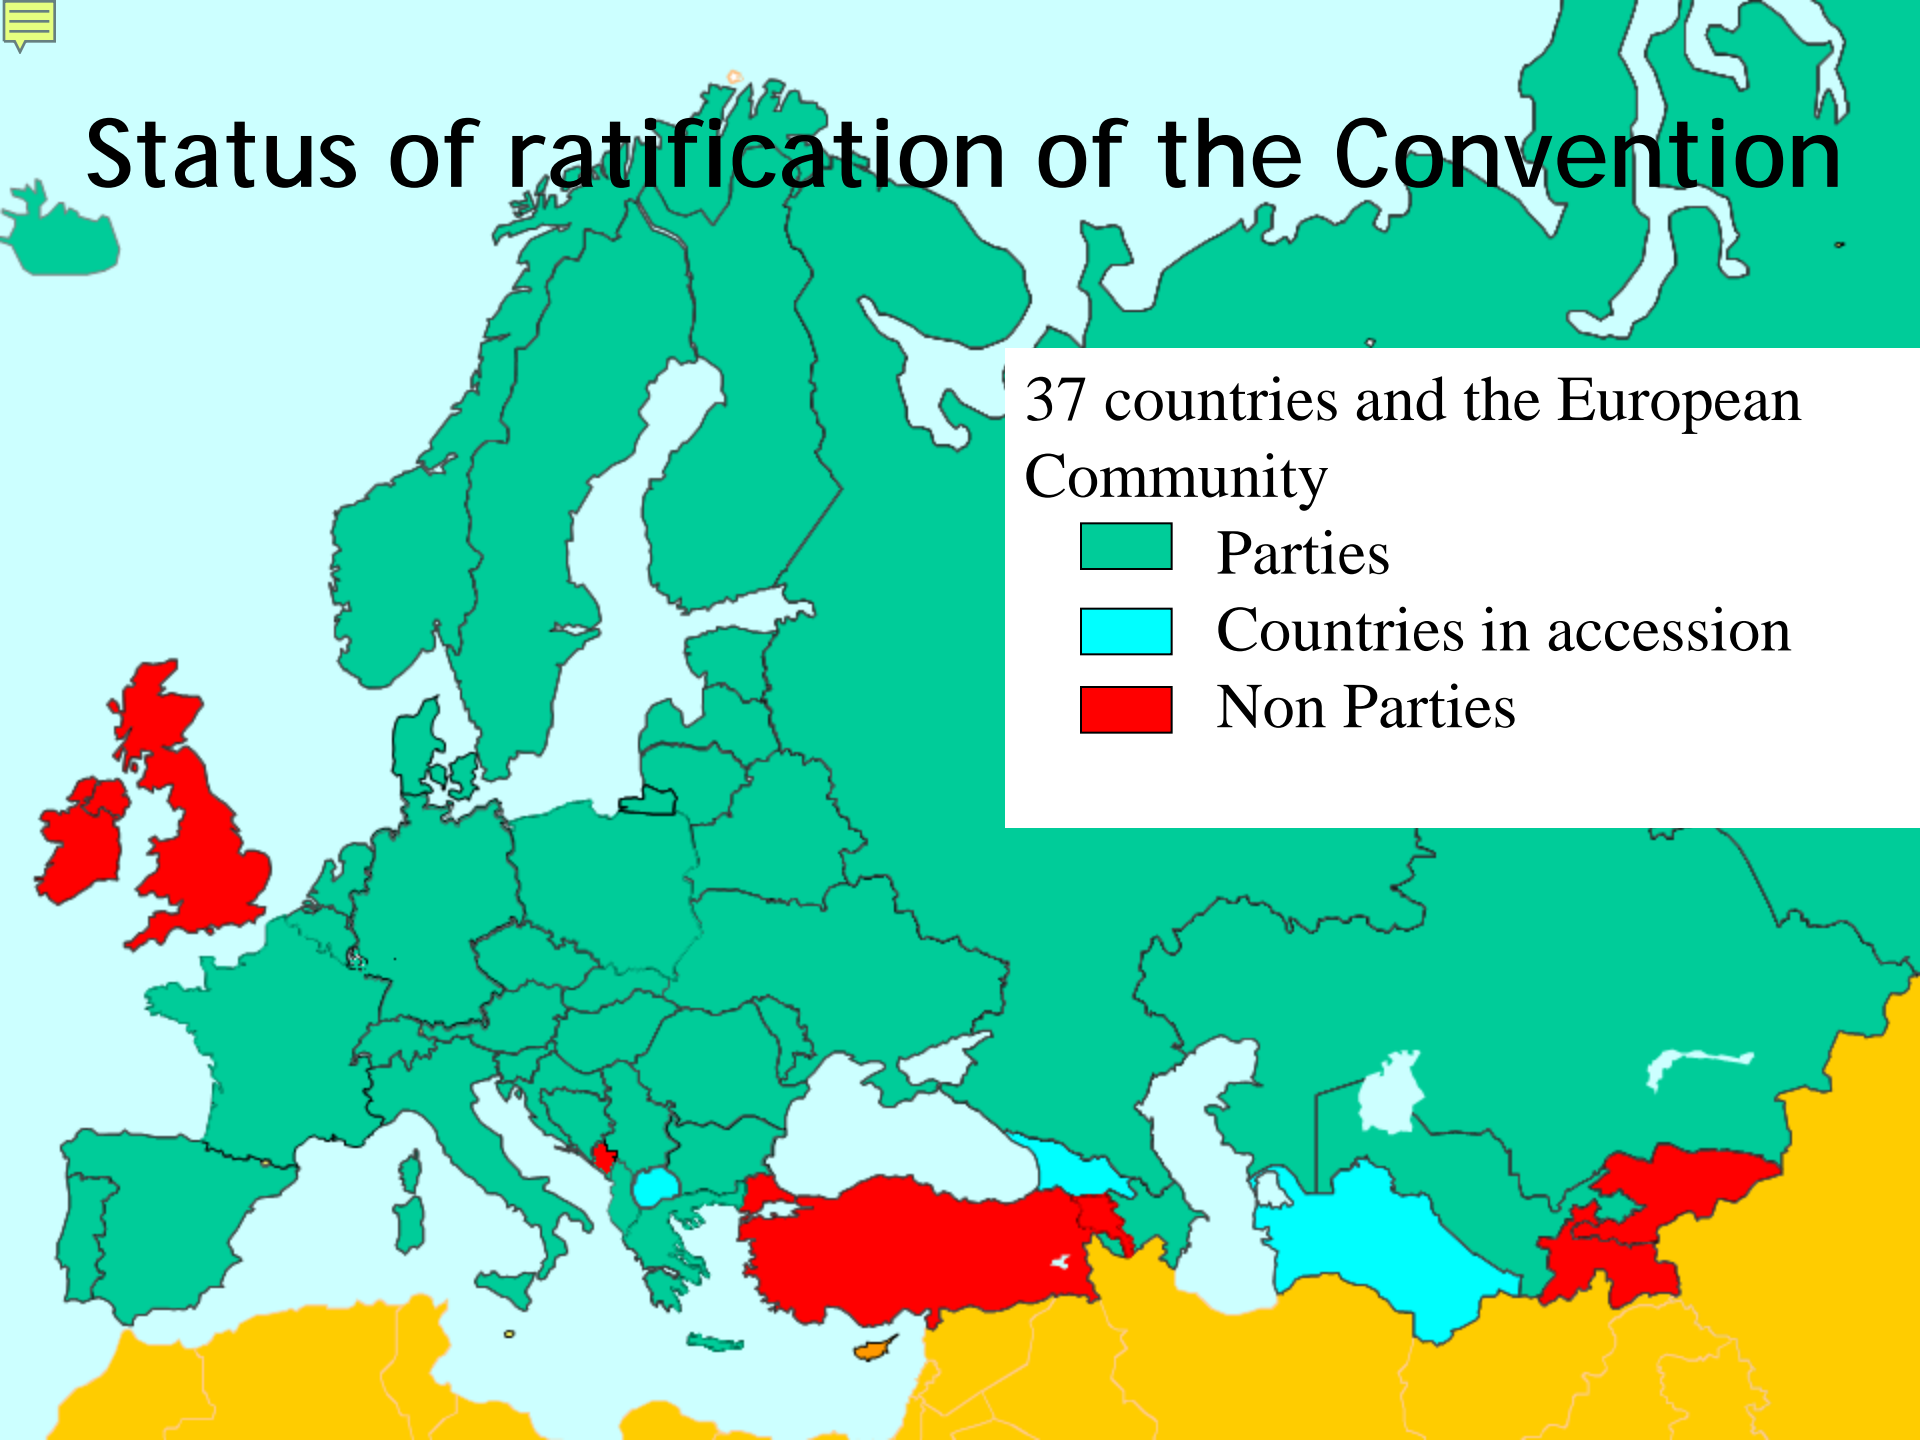 Status of ratification of the Convention
37 countries and the European
Community
Parties
Countries in accession
Non Parties